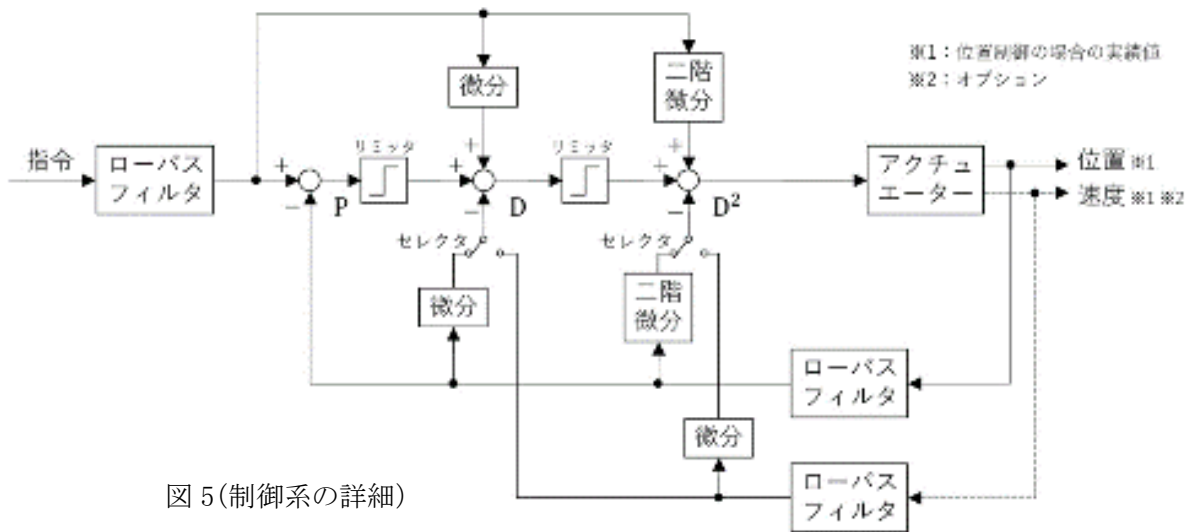 ※1：位置制御の場合の実績値
※2：オプション
微分
二階
微分
指令
ローパス
フィルタ
+
−
P
リミッタ
+
+
−
D
リミッタ
+
+
−
D²
アクチュ
エーター
位置 ※1
速度 ※1 ※2
セレクタ
セレクタ
微分
二階
微分
ローパス
フィルタ
微分
ローパス
フィルタ
図 5(制御系の詳細)